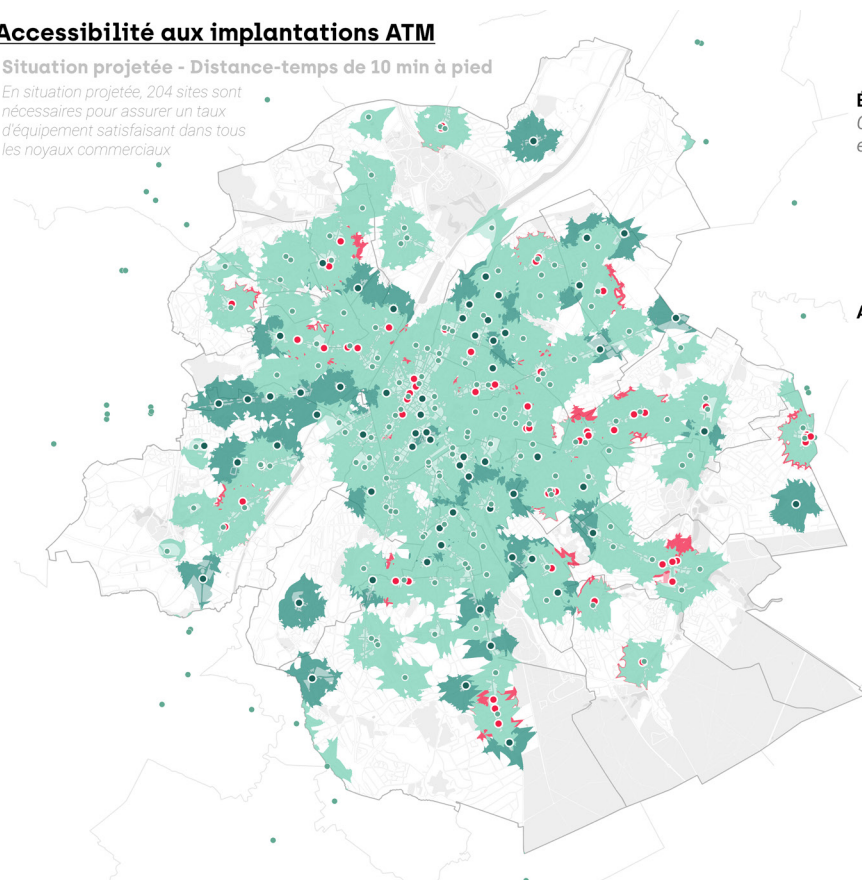 Accessibilité aux implantations ATM
Situation projetée - Distance-temps de 10 min à pied
En situation projetée, 204 sites sont
nécessaires pour assurer un taux
d'équipement satisfaisant dans tous
les noyaux commerciaux